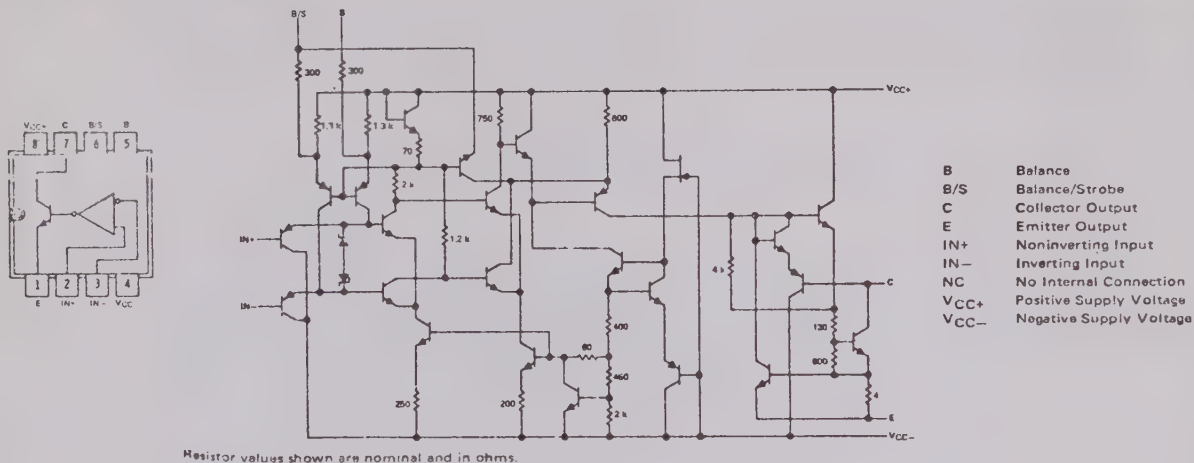 B/S B
300 300
VCC+ C B/S B
8 7 6 5
1 2 3 4
E IN+ IN- VCC
1.3 k
70
2 k
1.2 k
750
800
VCC+
IN+
IN-
4 k
C
400
60
460
2 k
250
200
130
600
4
E
VCC-
B Balance
B/S Balance/Strobe
C Collector Output
E Emitter Output
IN+ Noninverting Input
IN− Inverting Input
NC No Internal Connection
VCC+ Positive Supply Voltage
VCC− Negative Supply Voltage
Resistor values shown are nominal and in ohms.